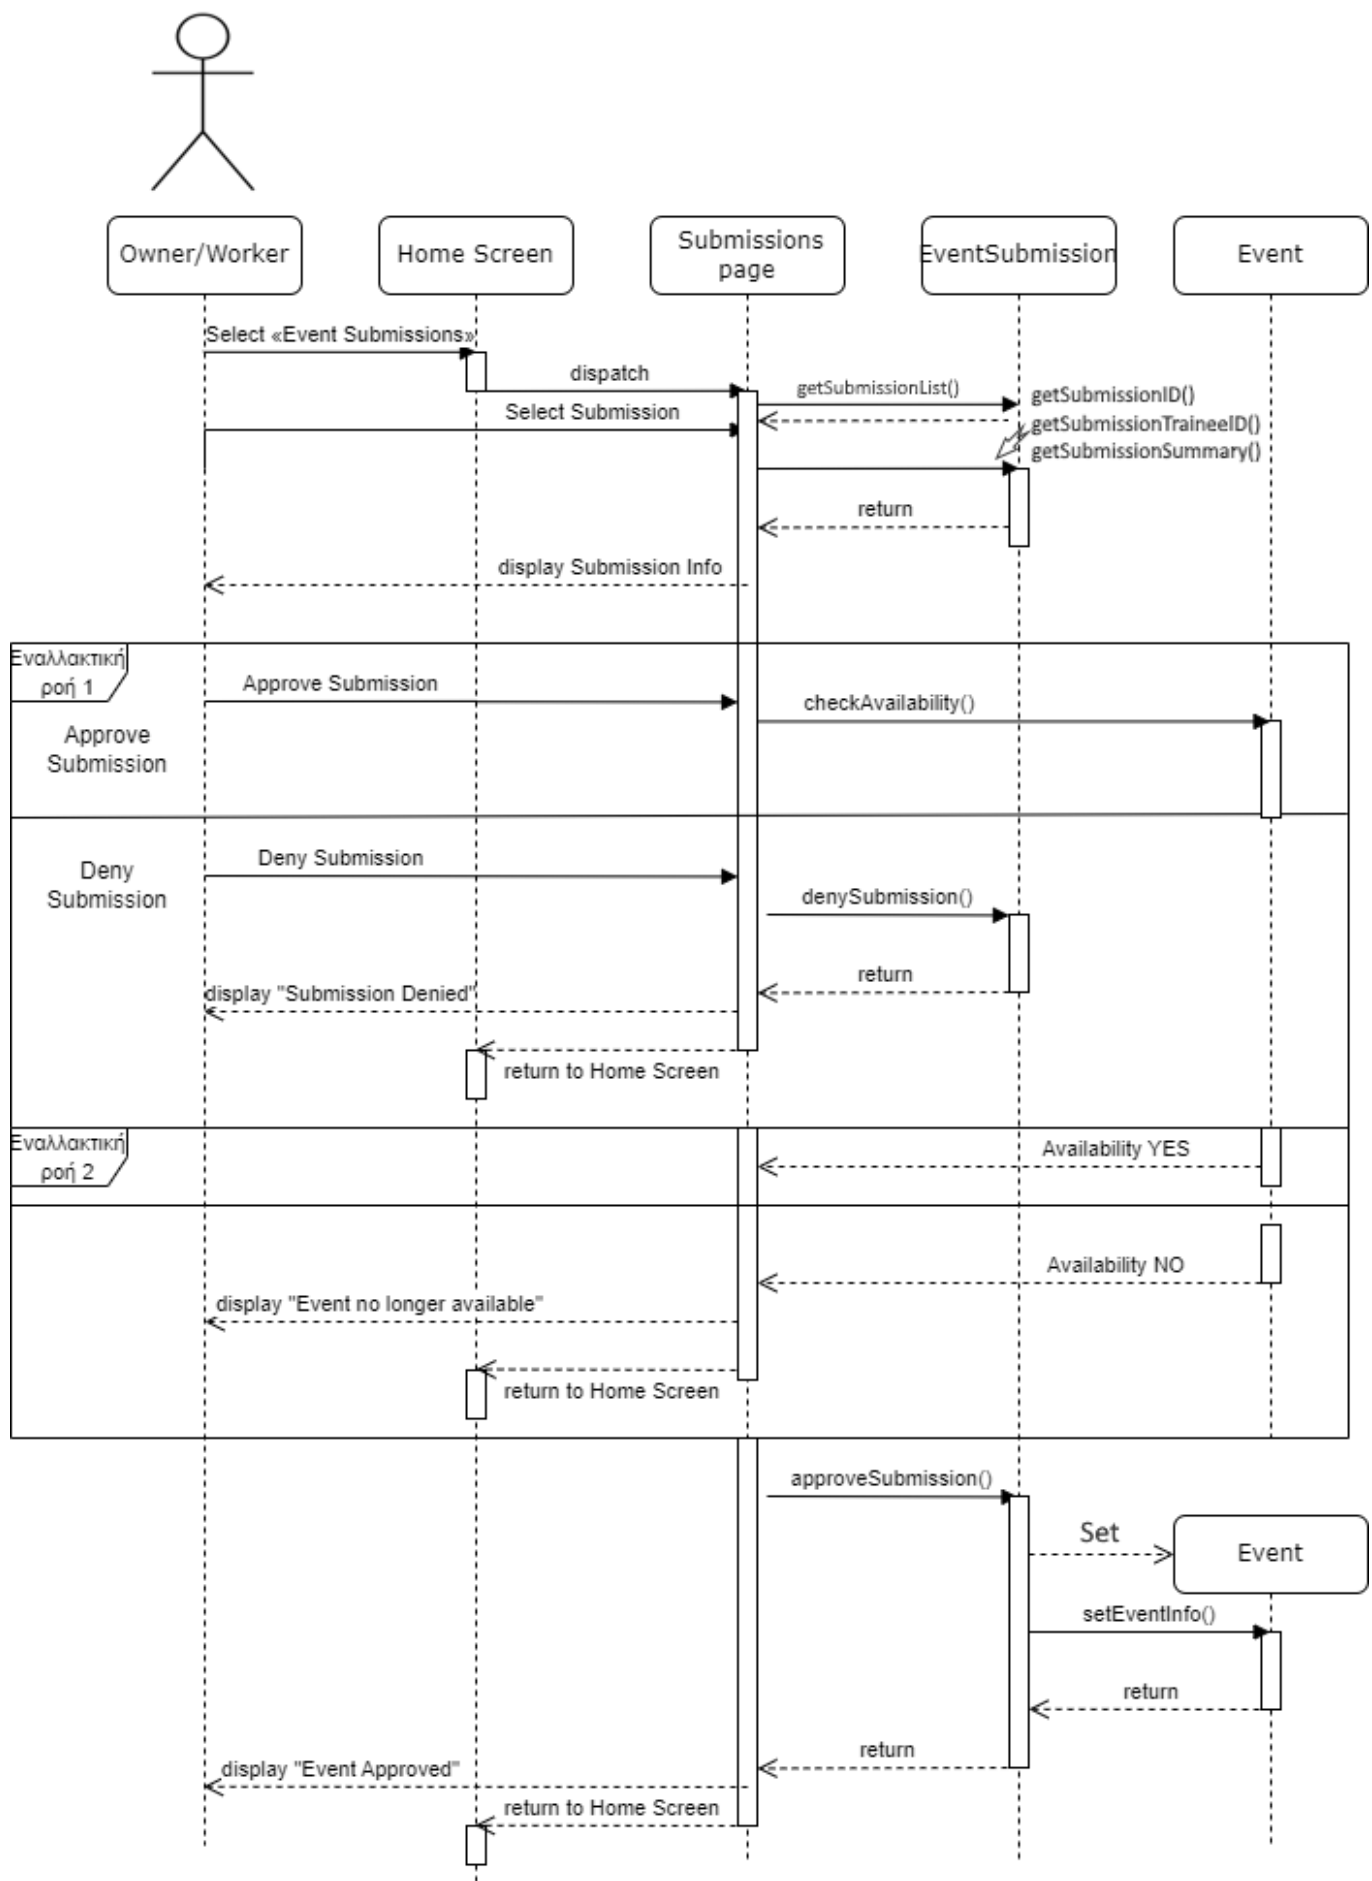 Owner/Worker
Home Screen
Submissions
page
EventSubmission
Event
Select «Event Submissions»
dispatch
getSubmissionList()
getSubmissionID()
Select Submission
getSubmissionTraineeID()
getSubmissionSummary()
return
display Submission Info
Εναλλακτική
ροή 1
Approve Submission
checkAvailability()
Approve
Submission
Deny Submission
Deny
Submission
denySubmission()
return
display "Submission Denied"
return to Home Screen
Εναλλακτική
ροή 2
Availability YES
Availability NO
display "Event no longer available"
return to Home Screen
approveSubmission()
Set
Event
setEventInfo()
return
return
display "Event Approved"
return to Home Screen